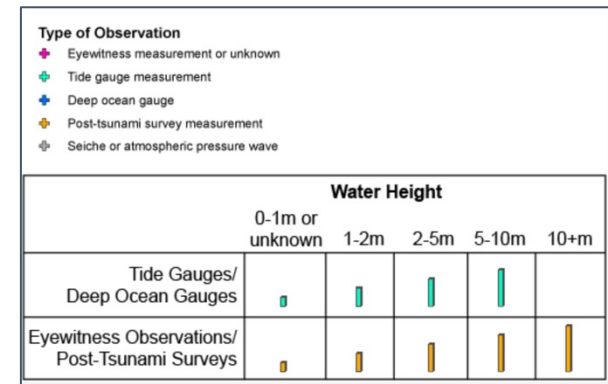 Type of Observation
Eyewitness measurement or unknown
Tide gauge measurement
Deep ocean gauge
Post-tsunami survey measurement
Seiche or atmospheric pressure wave
Water Height
0-1m or
unknown 1-2m 2-5m 5-10m 10+m
Tide Gauges/
Deep Ocean Gauges
Eyewitness Observations/
Post-Tsunami Surveys